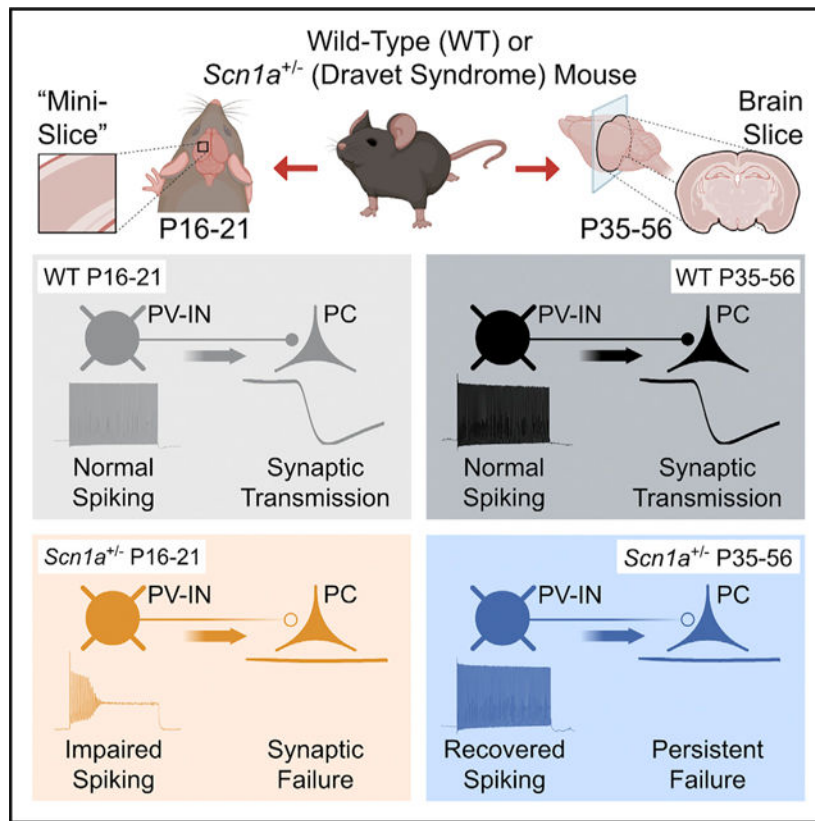 Wild-Type (WT) or
Scn1a+/- (Dravet Syndrome) Mouse
“Mini-
Slice”
P16-21
Brain
Slice
P35-56
WT P16-21
PV-IN
PC
Normal
Spiking
Synaptic
Transmission
WT P35-56
PV-IN
PC
Normal
Spiking
Synaptic
Transmission
Scn1a+/- P16-21
PV-IN
PC
Impaired
Spiking
Synaptic
Failure
Scn1a+/- P35-56
PV-IN
PC
Recovered
Spiking
Persistent
Failure